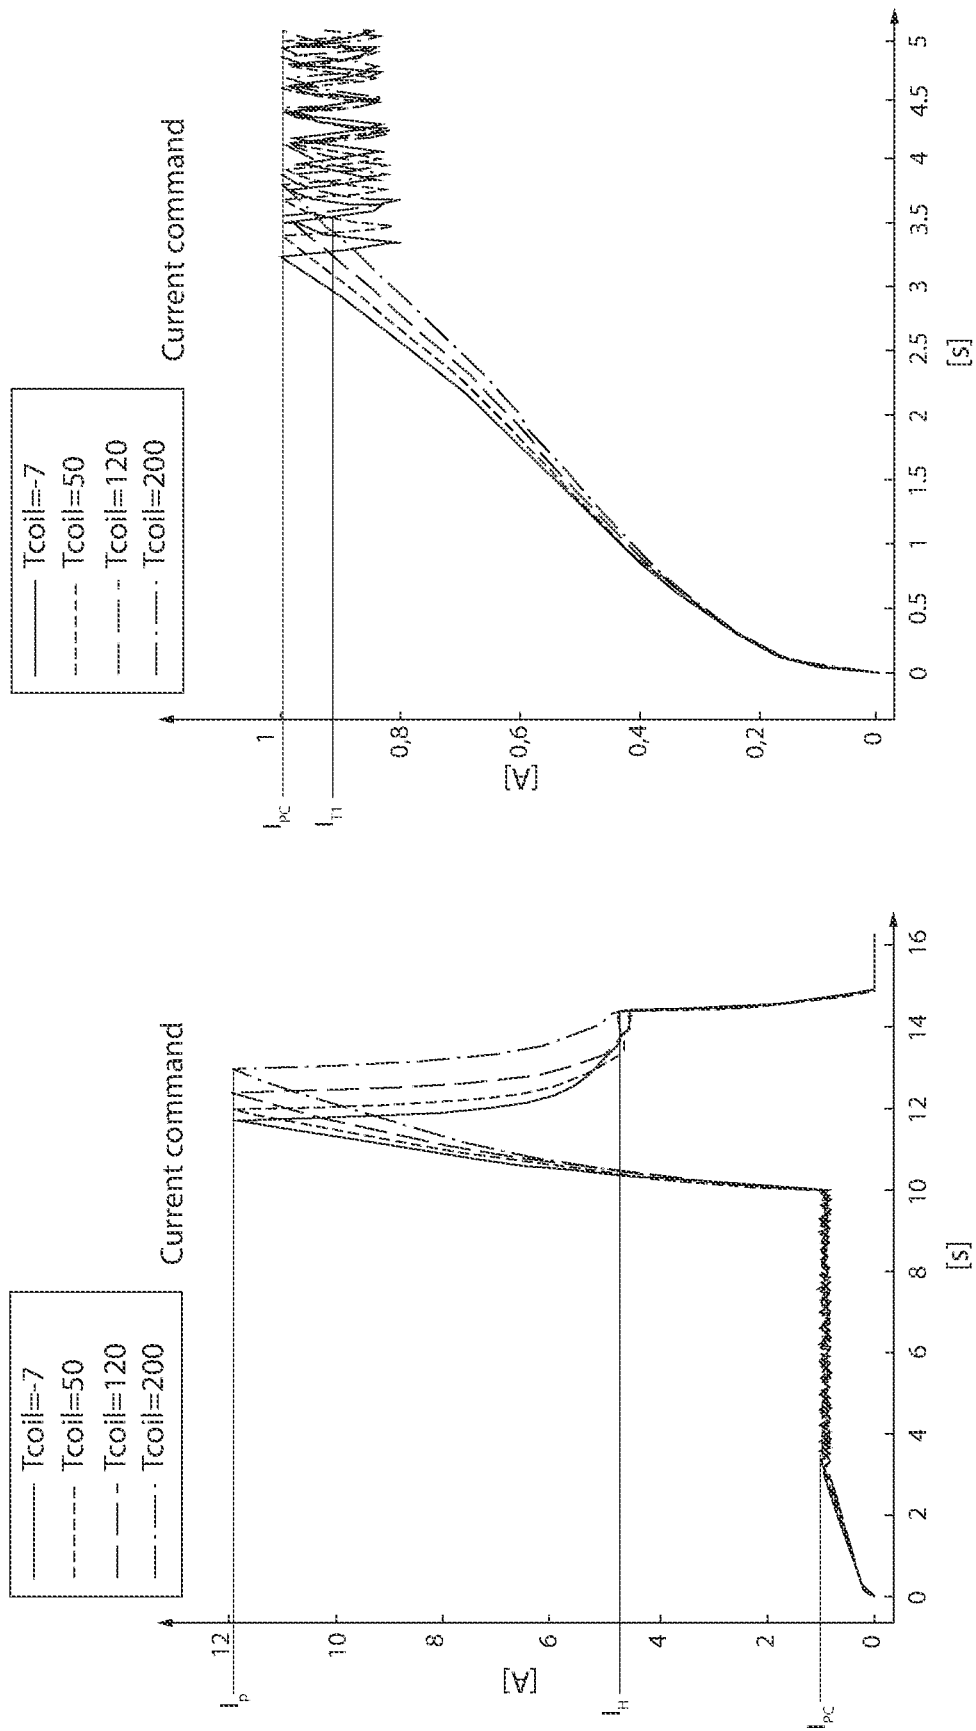 Current command
Tcoil=-7
Tcoil=50
Tcoil=120
Tcoil=200
[A]
12
10
8
6
4
2
0
I_P
I_H
I_PC
0
2
4
6
8
10
12
14
16
[s]
Current command
Tcoil=-7
Tcoil=50
Tcoil=120
Tcoil=200
[A]
1
0,8
0,6
0,4
0,2
0
I_PC
I_T1
0
0.5
1
1.5
2
2.5
3
3.5
4
4.5
5
[s]